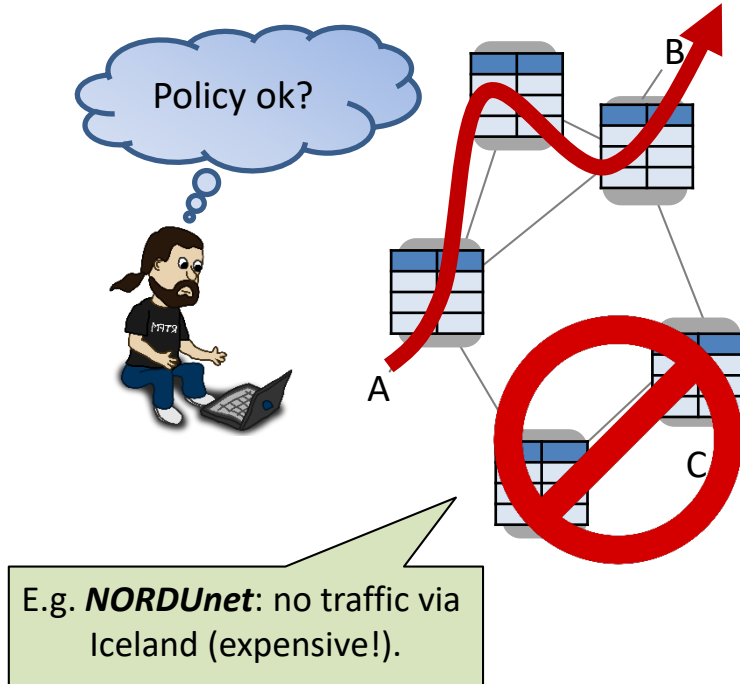 Policy ok?
B
A
C
E.g. NORDUnet: no traffic via
Iceland (expensive!).